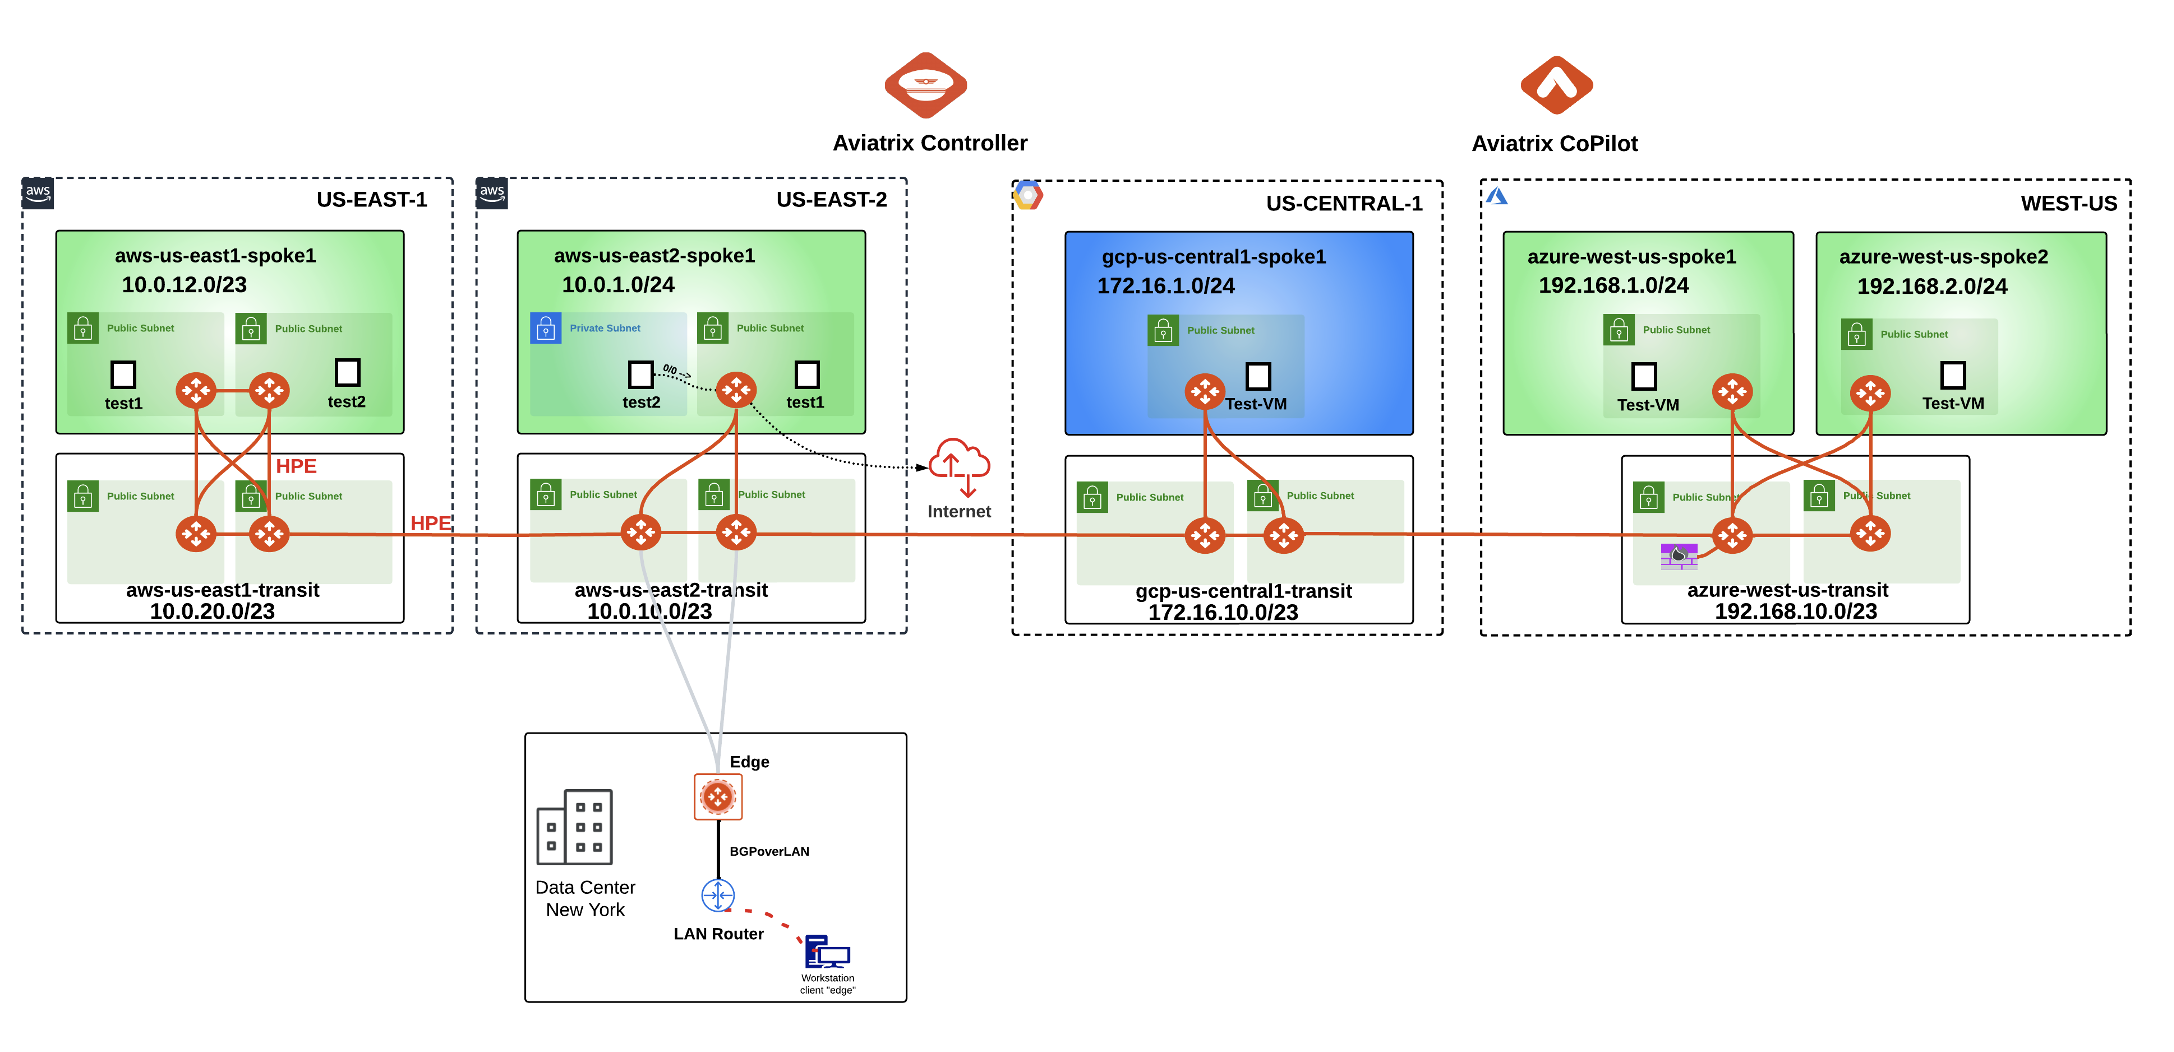 Aviatrix Controller
Aviatrix CoPilot
aws
US-EAST-1
aws-us-east1-spoke1
10.0.12.0/23
Public Subnet
Public Subnet
test1
test2
HPE
Public Subnet
Public Subnet
HPE
aws-us-east1-transit
10.0.20.0/23
aws
US-EAST-2
aws-us-east2-spoke1
10.0.1.0/24
Private Subnet
Public Subnet
0/0 -->
test2
test1
Public Subnet
Public Subnet
aws-us-east2-transit
10.0.10.0/23
Internet
US-CENTRAL-1
gcp-us-central1-spoke1
172.16.1.0/24
Public Subnet
Test-VM
Public Subnet
Public Subnet
gcp-us-central1-transit
172.16.10.0/23
WEST-US
azure-west-us-spoke1
192.168.1.0/24
Public Subnet
Test-VM
azure-west-us-spoke2
192.168.2.0/24
Public Subnet
Test-VM
Public Subnet
Public Subnet
azure-west-us-transit
192.168.10.0/23
Edge
BGPoverLAN
Data Center
New York
LAN Router
Workstation
client "edge"